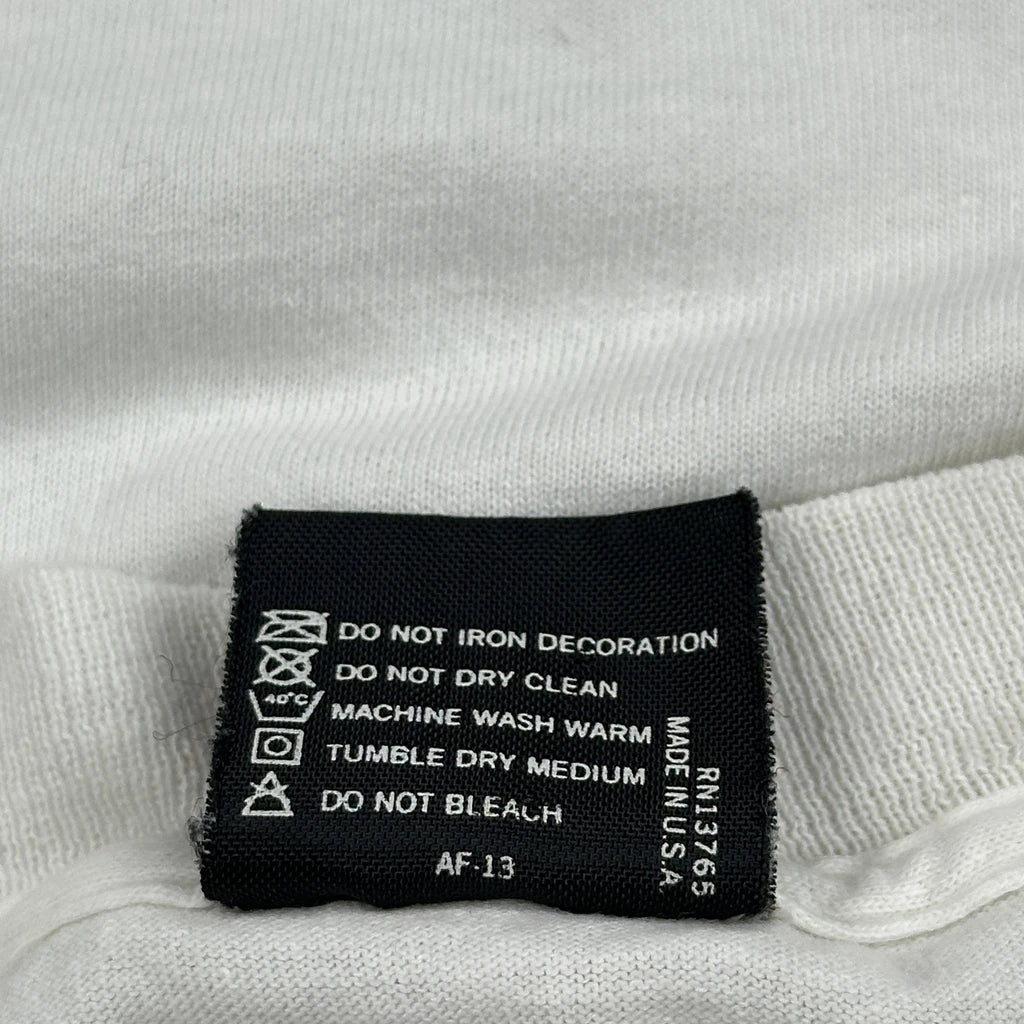 DO NOT IRON DECORATION
DO NOT DRY CLEAN
40°C
MACHINE WASH WARM
TUMBLE DRY MEDIUM
DO NOT BLEACH
AF-13
RN13765
MADE IN U.S.A.